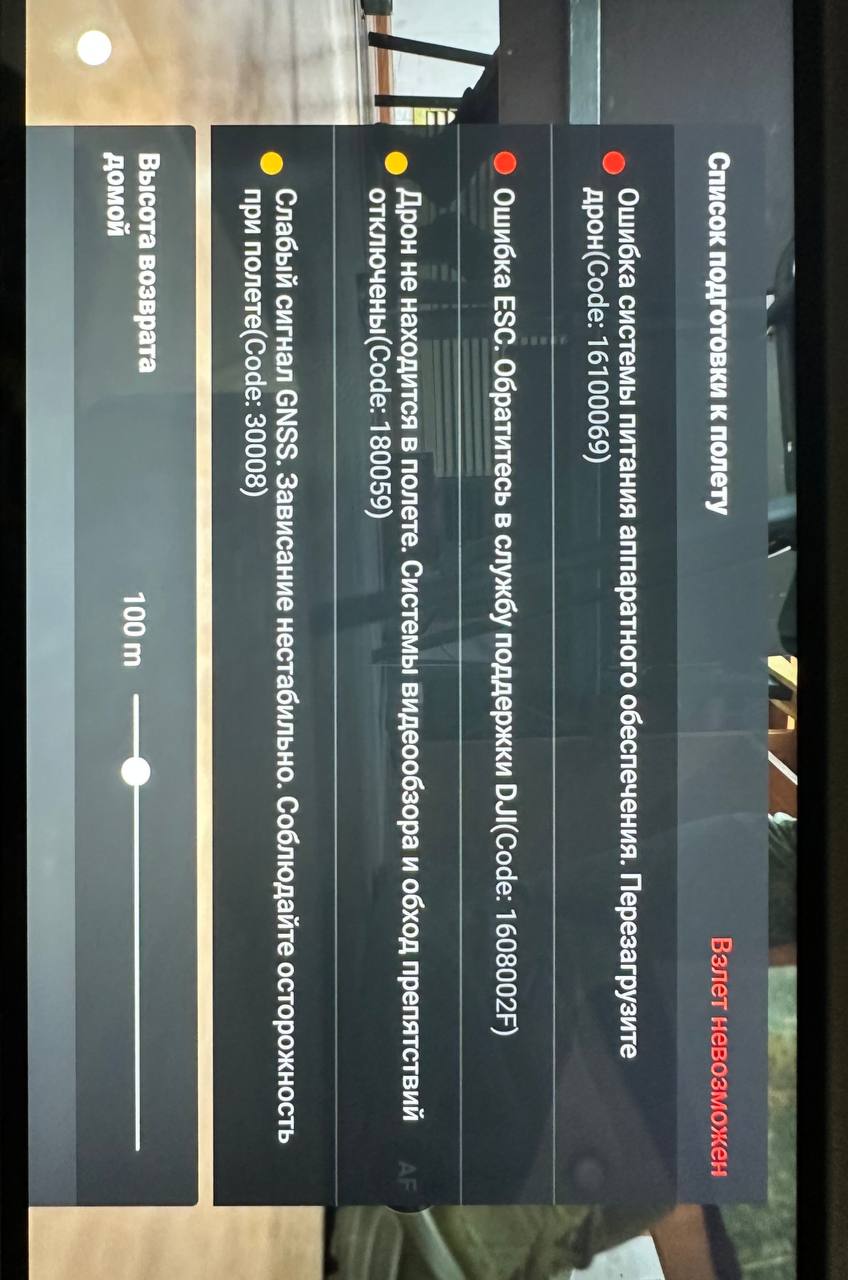 Список подготовки к полету
Взлет невозможен
Ошибка системы питания аппаратного обеспечения. Перезагрузите
дрон(Code: 16100069)
Ошибка ESC. Обратитесь в службу поддержки DJI(Code: 1608002F)
Дрон не находится в полете. Системы видеообзора и обход препятствий
отключены(Code: 180059)
Слабый сигнал GNSS. Зависание нестабильно. Соблюдайте осторожность
при полете(Code: 30008)
AF
Высота возврата
домой
100 m